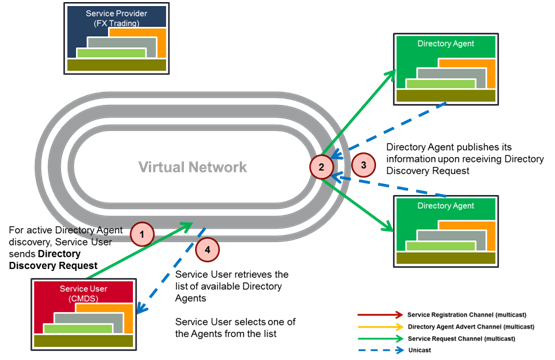 Service Provider
(FX Trading)
Directory Agent
Virtual Network
2
3
Directory Agent publishes its
information upon receiving Directory
Discovery Request
Directory Agent
For active Directory Agent
discovery, Service User
sends Directory
Discovery Request
1
4
Service User
(CMDS)
Service User retrieves the
list of available Directory
Agents
Service User selects one of
the Agents from the list
Service Registration Channel (multicast)
Directory Agent Advert Channel (multicast)
Service Request Channel (multicast)
Unicast